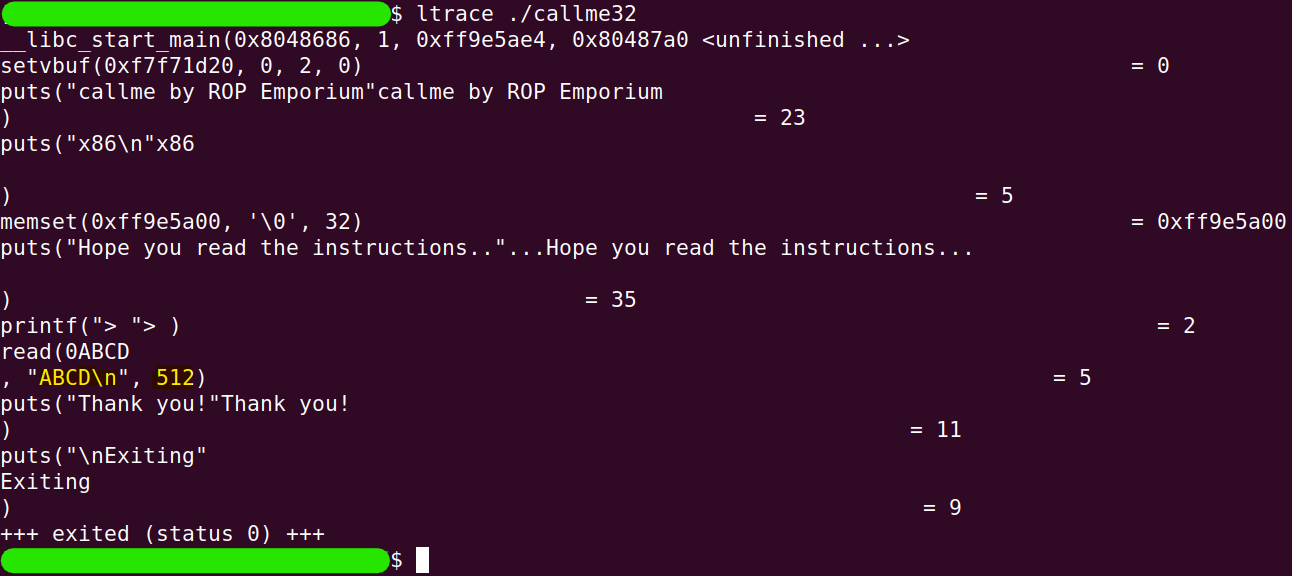 $ ltrace ./callme32
__libc_start_main(0x8048686, 1, 0xff9e5ae4, 0x80487a0 <unfinished ...>
setvbuf(0xf7f71d20, 0, 2, 0) = 0
puts("callme by ROP Emporium"callme by ROP Emporium
) = 23
puts("x86\n"x86
) = 5
memset(0xff9e5a00, '\0', 32) = 0xff9e5a00
puts("Hope you read the instructions.."...Hope you read the instructions...
) = 35
printf("> "> ) = 2
read(0ABCD
, "ABCD\n", 512) = 5
puts("Thank you!"Thank you!
) = 11
puts("\nExiting"
Exiting
) = 9
+++ exited (status 0) +++
$